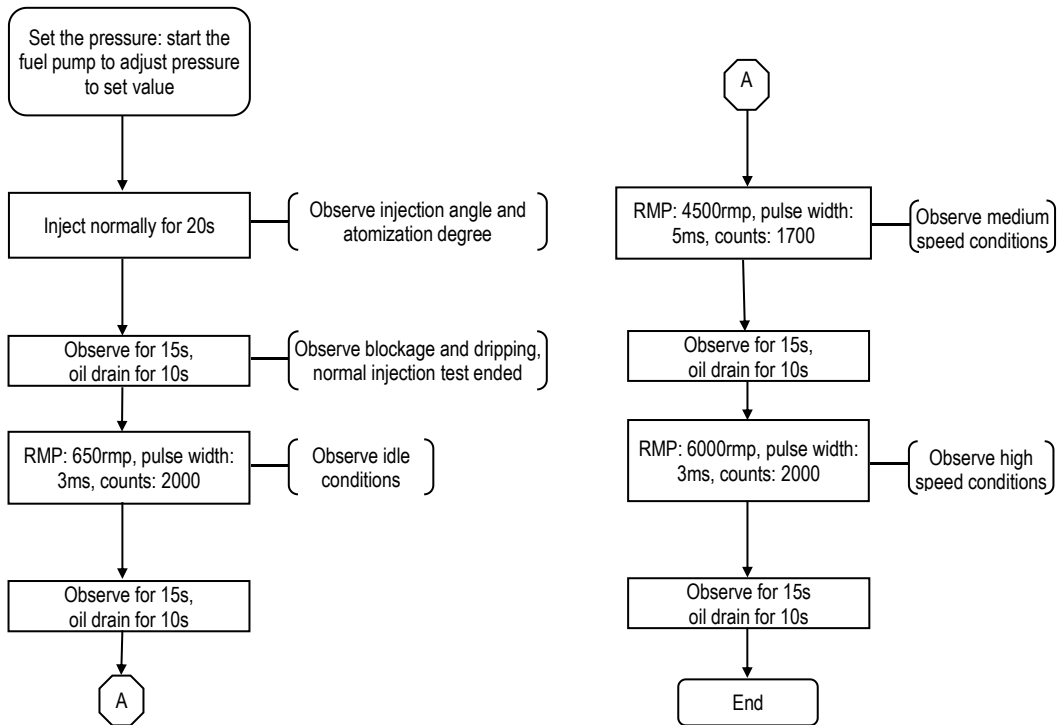 Set the pressure: start the
fuel pump to adjust pressure
to set value
Inject normally for 20s
Observe injection angle and
atomization degree
Observe for 15s,
oil drain for 10s
Observe blockage and dripping,
normal injection test ended
RMP: 650rmp, pulse width:
3ms, counts: 2000
Observe idle
conditions
Observe for 15s,
oil drain for 10s
A
A
RMP: 4500rmp, pulse width:
5ms, counts: 1700
Observe medium
speed conditions
Observe for 15s,
oil drain for 10s
RMP: 6000rmp, pulse width:
3ms, counts: 2000
Observe high
speed conditions
Observe for 15s
oil drain for 10s
End